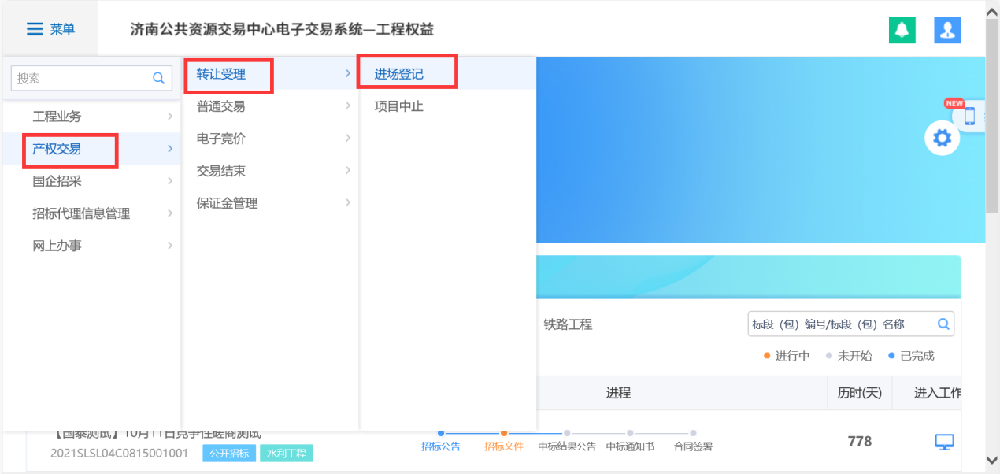 菜单
济南公共资源交易中心电子交易系统—工程权益
搜索
工程业务
产权交易
国企招采
招标代理信息管理
网上办事
转让受理
普通交易
电子竞价
交易结束
保证金管理
进场登记
项目中止
NEW
铁路工程
标段（包）编号/标段（包）名称
进行中
未开始
已完成
进程
历时(天)
进入工作
【国泰测试】10月11日竞争性磋商测试
2021SLSL04C0815001001
公开招标
水利工程
招标公告
招标文件
中标结果公告
中标通知书
合同签署
778